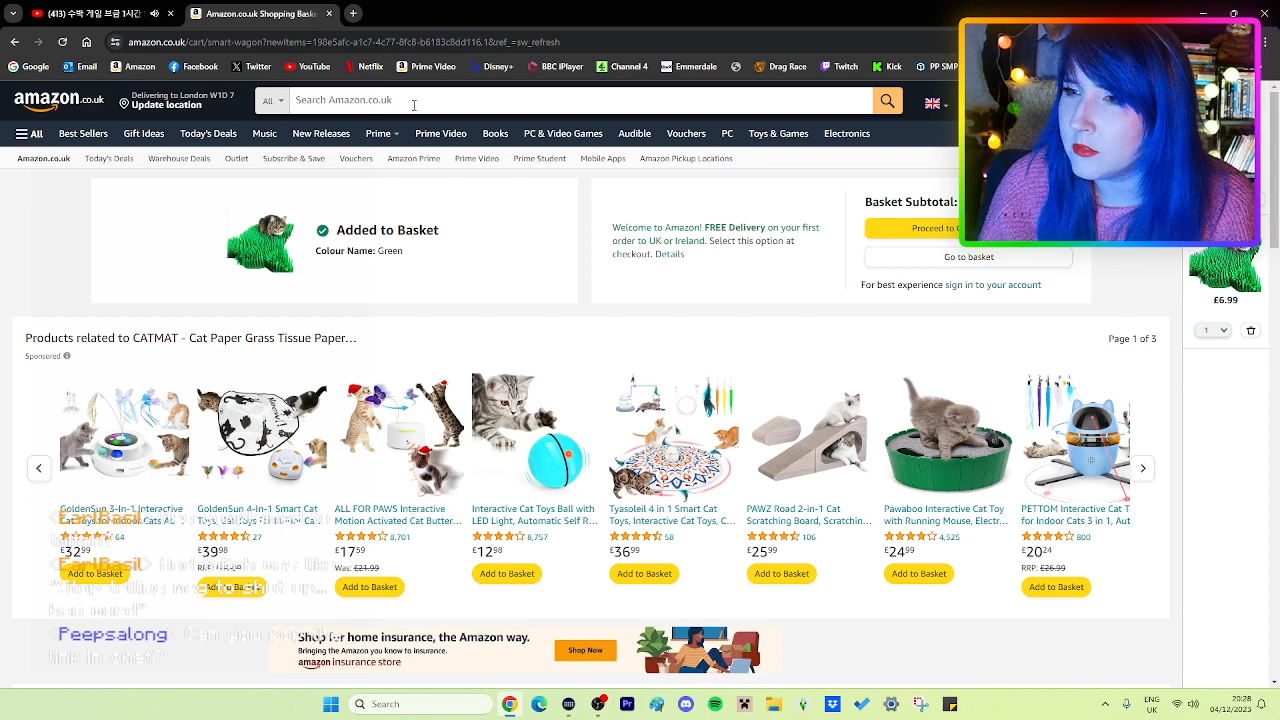 (413) 수박 게임 브금 1시간 :
Amazon.co.uk Shopping Baske
amazon.co.uk/cart/smart-wagon?newItems=198e5afc-a1c7-4c77-8fc8-b6183c8dd116,1&ref_=sw_refresh
Google Email Amazon Facebook Twitter YouTube Netflix Prime Video BBC iPlayer Channel 4 Emmerdale Drag Race Twitch Kick
amazon.co.uk
Delivering to London W1D 7
Update location
All
Search Amazon.co.uk
All Best Sellers Gift Ideas Today's Deals Music New Releases Prime Prime Video Books PC & Video Games Audible Vouchers PC Toys & Games Electronics
Amazon.co.uk Today's Deals Warehouse Deals Outlet Subscribe & Save Vouchers Amazon Prime Prime Video Prime Student Mobile Apps Amazon Pickup Locations
Added to Basket
Colour Name: Green
Welcome to Amazon! FREE Delivery on your first
order to UK or Ireland. Select this option at
checkout. Details
Basket Subtotal:
Proceed to
Go to basket
For best experience sign in to your account
£6.99
1
Products related to CATMAT - Cat Paper Grass Tissue Paper...
Page 1 of 3
Sponsored
GoldenSun 3-in-1 Interactive
64
£32.99
Add to Basket
GoldenSun 4-In-1 Smart Cat
27
£39.98
ALL FOR PAWS Interactive
Motion Activated Cat Butter...
8,701
£17.59
Was: £21.99
Add to Basket
Interactive Cat Toys Ball with
LED Light, Automatic Self R...
8,757
£12.98
Add to Basket
Tyasoleil 4 in 1 Smart Cat
Toys, Interactive Cat Toys, C...
58
£36.99
Add to Basket
PAWZ Road 2-in-1 Cat
Scratching Board, Scratchin...
106
£25.99
Add to Basket
Pawaboo Interactive Cat Toy
with Running Mouse, Electr...
4,525
£24.99
Add to Basket
PETTOM Interactive Cat T
for Indoor Cats 3 in 1, Aut
800
£20.24
RRP: £26.99
Add to Basket
EarlBasil
EarlBasil
Peepsalong
link in chat?
Shop for home insurance, the Amazon way.
Bringing the Amazon you know to insurance.
amazon insurance store
Shop Now
Search
ENG
UK
20:28
04/12/2023